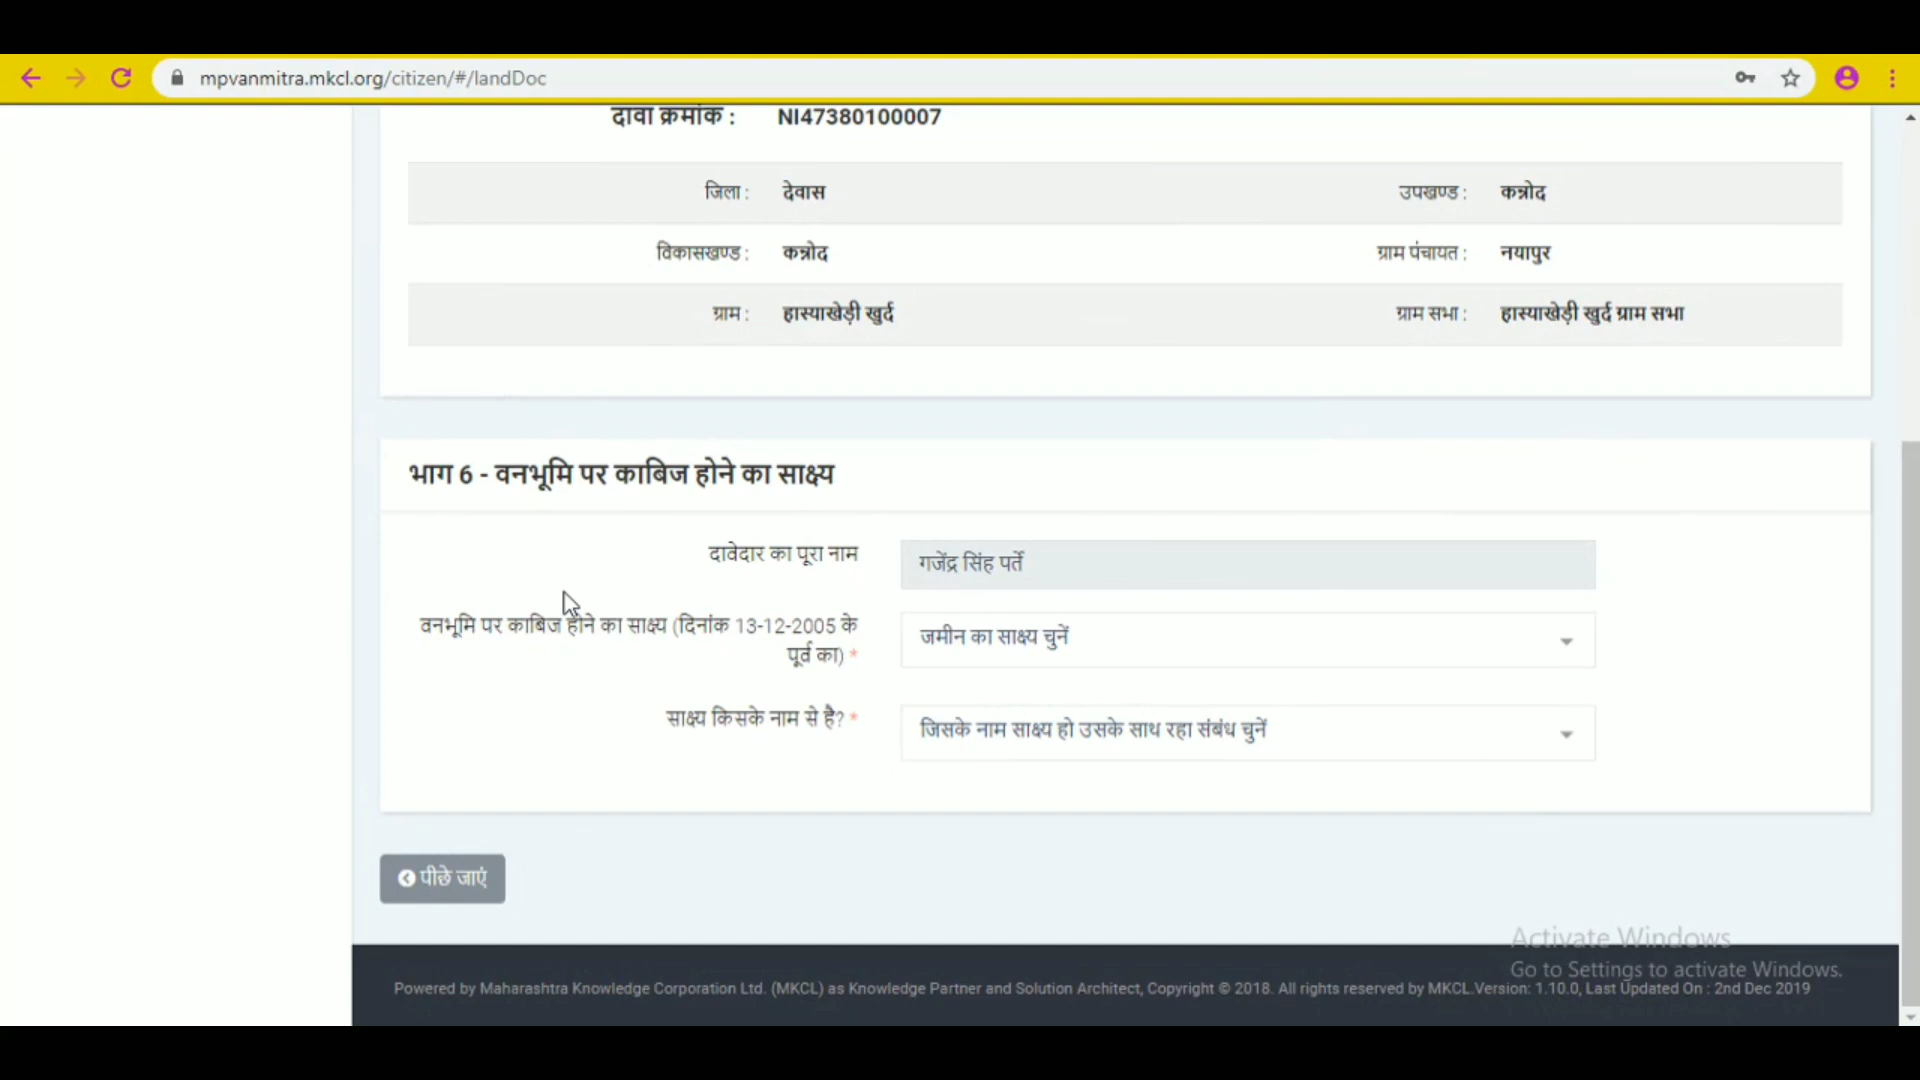 mpvanmitra.mkcl.org/citizen/#/landDoc
दावा क्रमांक : NI47380100007
जिला : देवास उपखण्ड : कन्नोद
विकासखण्ड : कन्नोद ग्राम पंचायत : नयापुर
ग्राम : हास्याखेड़ी खुर्द ग्राम सभा : हास्याखेड़ी खुर्द ग्राम सभा
भाग 6 - वनभूमि पर काबिज होने का साक्ष्य
दावेदार का पूरा नाम गजेंद्र सिंह पर्ते
वनभूमि पर काबिज होने का साक्ष्य (दिनांक 13-12-2005 के
पूर्व का) * जमीन का साक्ष्य चुनें
साक्ष्य किसके नाम से है? * जिसके नाम साक्ष्य हो उसके साथ रहा संबंध चुनें
पीछे जाएं
Activate Windows
Go to Settings to activate Windows.
Powered by Maharashtra Knowledge Corporation Ltd. (MKCL) as Knowledge Partner and Solution Architect, Copyright © 2018. All rights reserved by MKCL.Version: 1.10.0, Last Updated On : 2nd Dec 2019